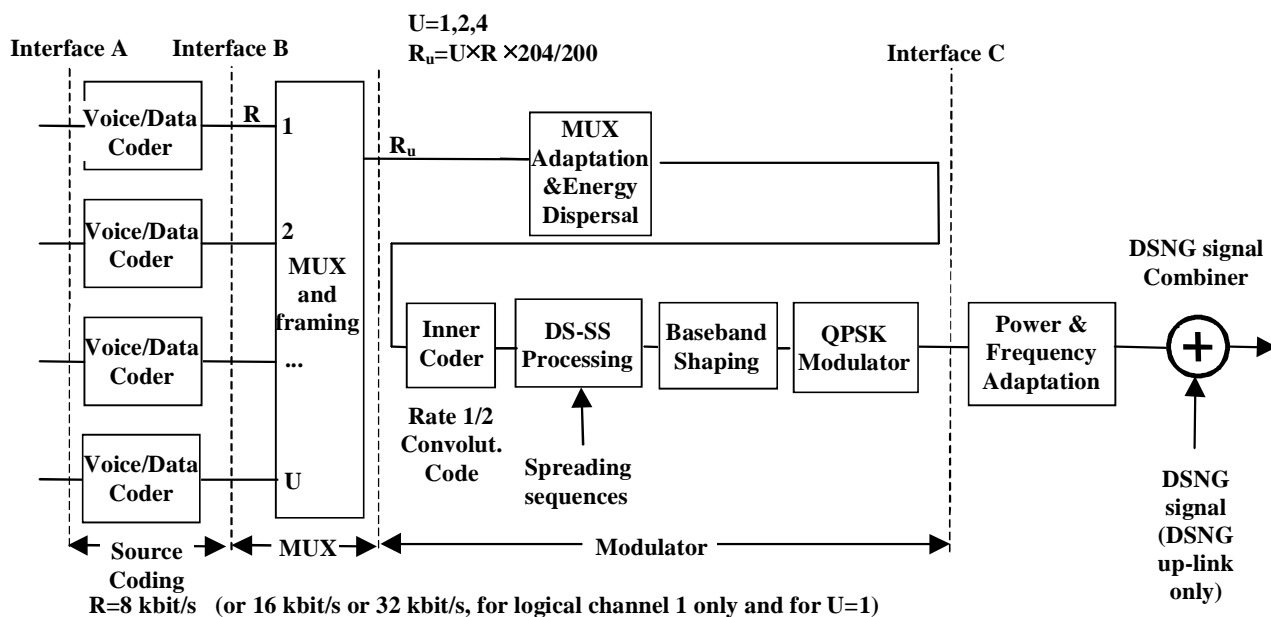 U=1,2,4
Interface A
Interface B
Ru=U×R ×204/200
Interface C
Voice/Data
Coder
R
1
Ru
MUX
Adaptation
&Energy
Dispersal
Voice/Data
Coder
2
MUX
and
framing
DSNG signal
Combiner
Voice/Data
Coder
...
Inner
Coder
DS-SS
Processing
Baseband
Shaping
QPSK
Modulator
Power &
Frequency
Adaptation
+
Rate 1/2
Convolut.
Code
Voice/Data
Coder
U
Spreading
sequences
DSNG
signal
(DSNG
up-link
only)
Source
Coding
MUX
Modulator
R=8 kbit/s (or 16 kbit/s or 32 kbit/s, for logical channel 1 only and for U=1)